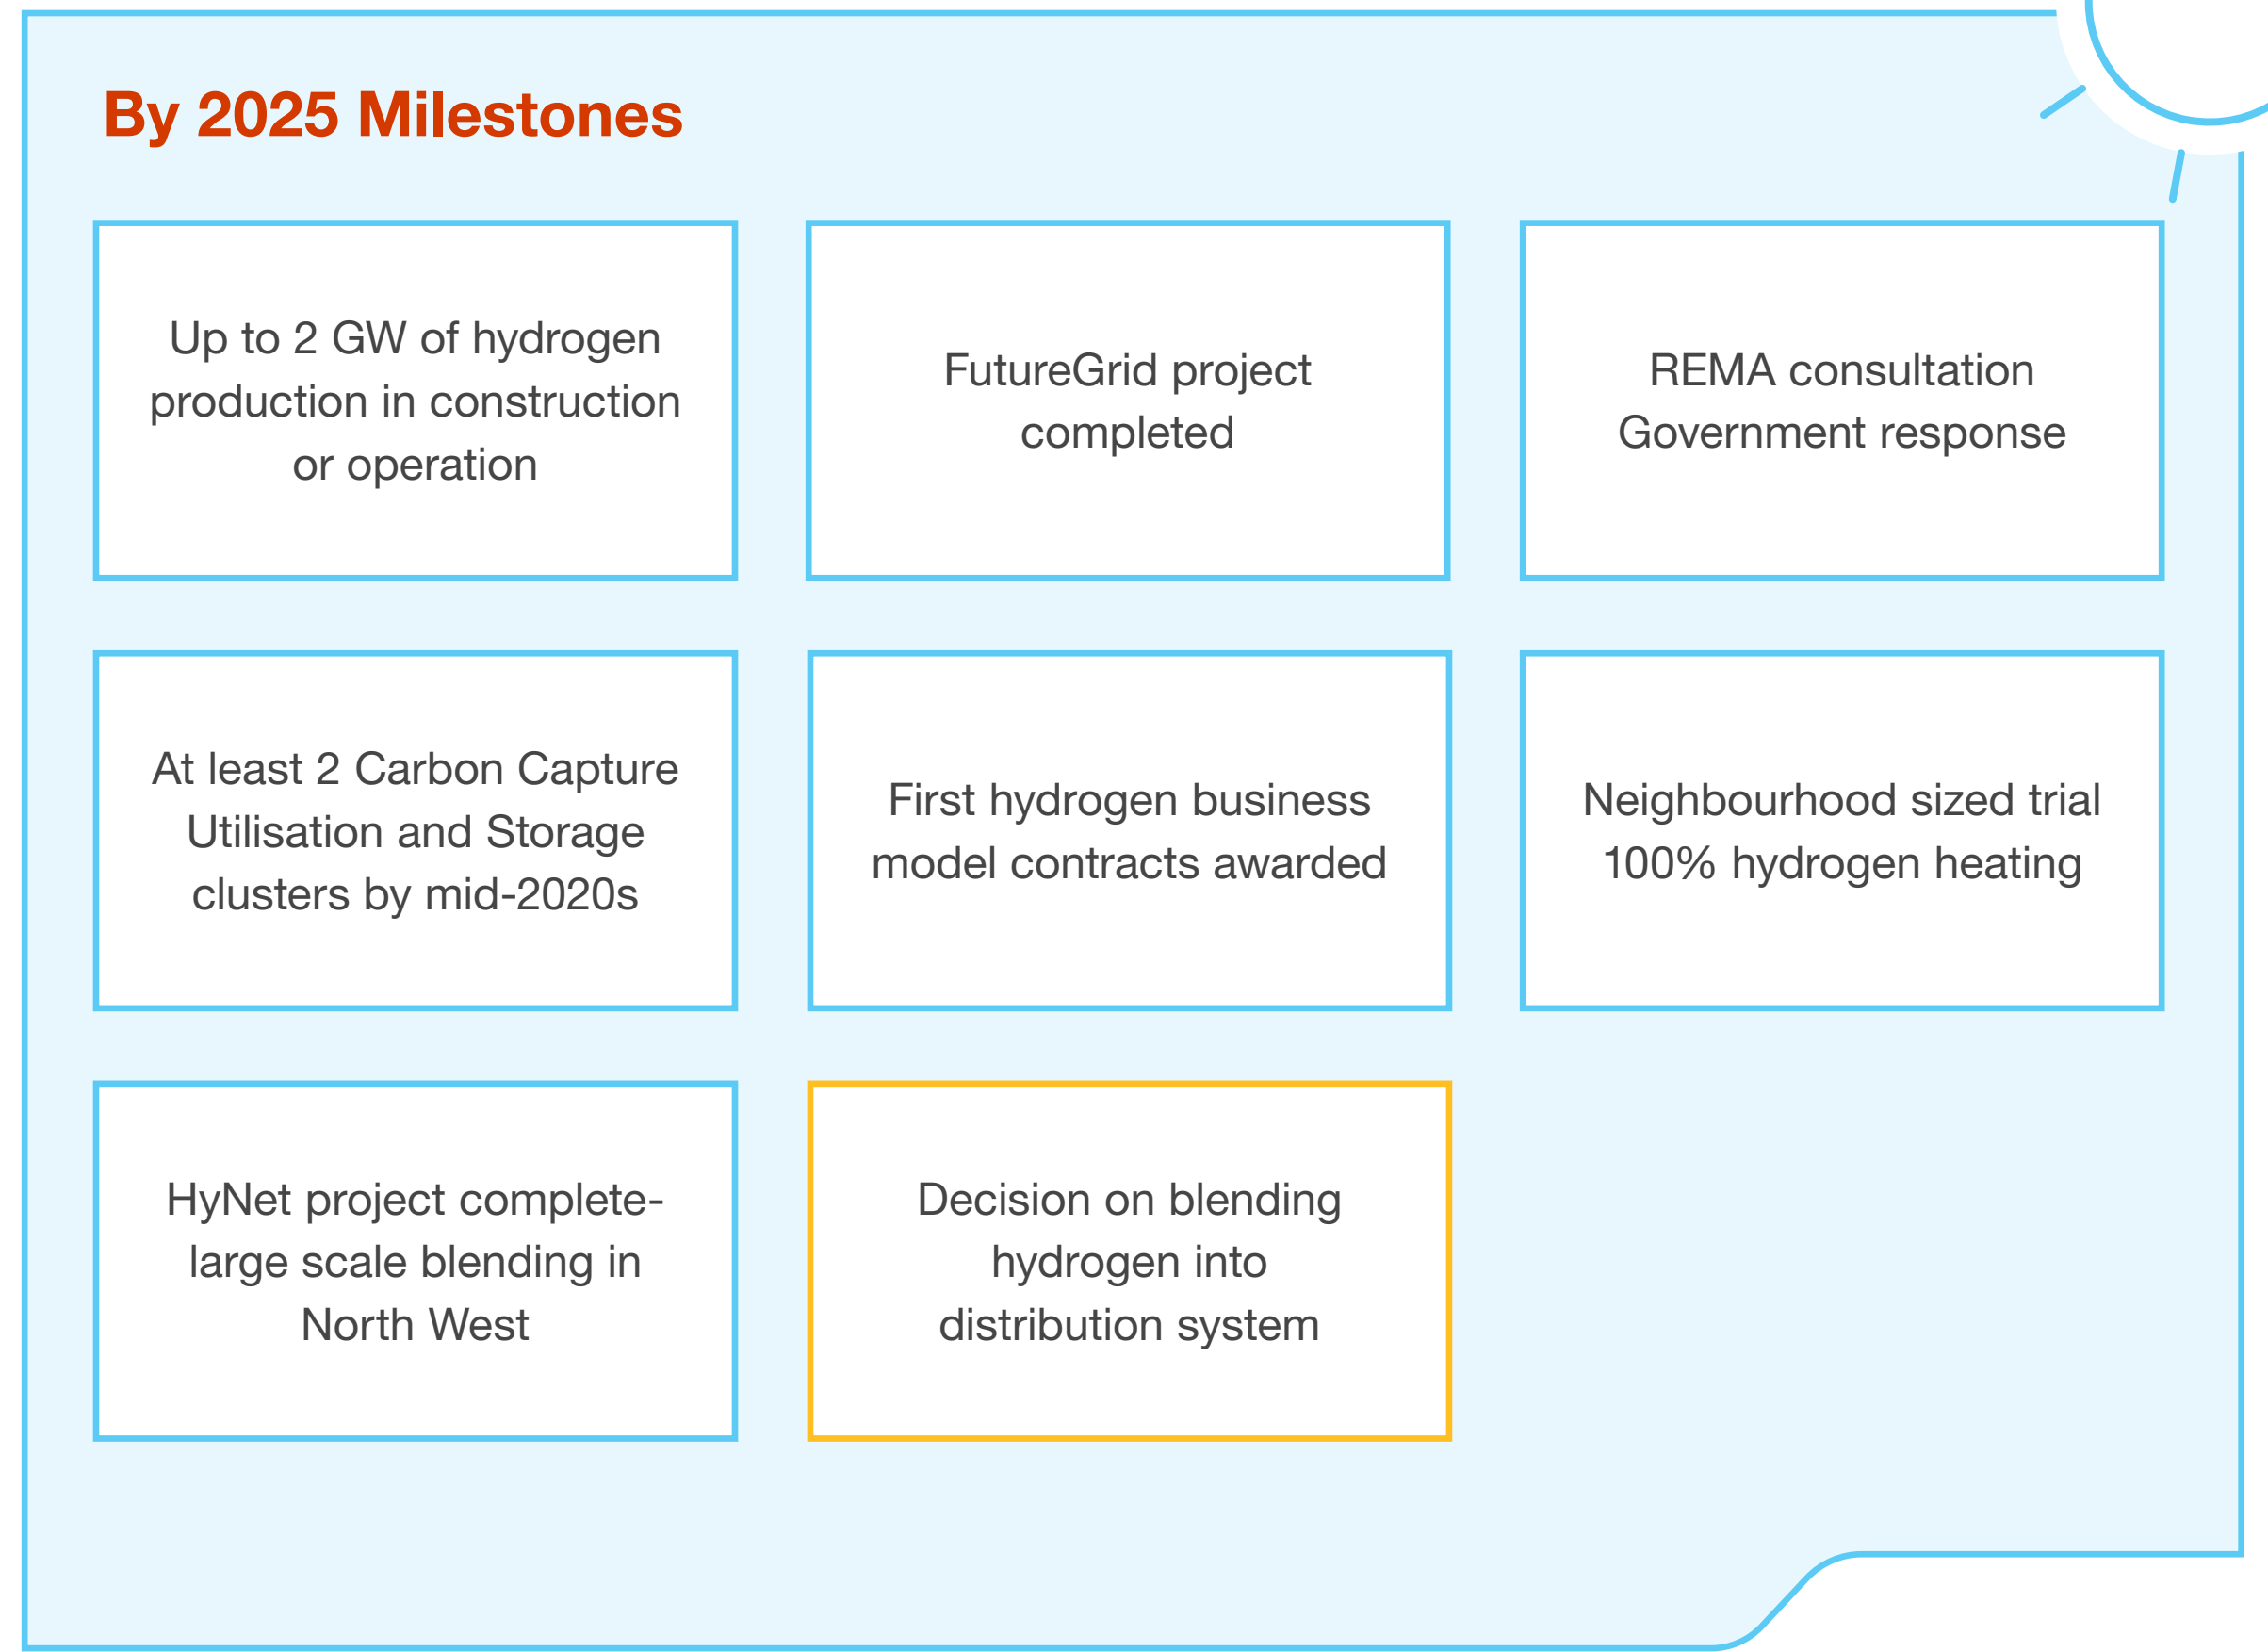 By 2025 Milestones
Up to 2 GW of hydrogen
production in construction
or operation
FutureGrid project
completed
REMA consultation
Government response
At least 2 Carbon Capture
Utilisation and Storage
clusters by mid-2020s
First hydrogen business
model contracts awarded
Neighbourhood sized trial
100% hydrogen heating
HyNet project complete-
large scale blending in
North West
Decision on blending
hydrogen into
distribution system